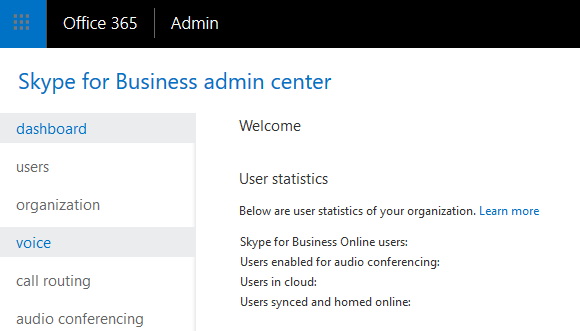 Office 365 Admin
Skype for Business admin center
dashboard
users
organization
voice
call routing
audio conferencing
Welcome
User statistics
Below are user statistics of your organization. Learn more
Skype for Business Online users:
Users enabled for audio conferencing:
Users in cloud:
Users synced and homed online: